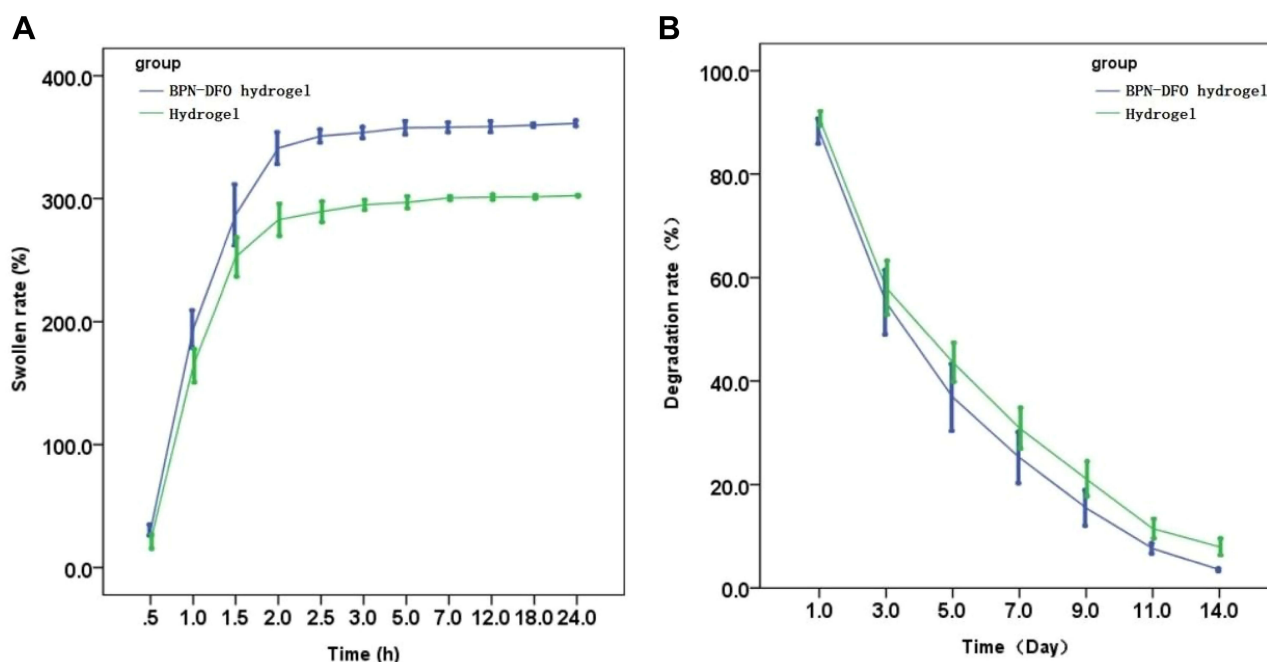 A
group
BPN-DFO hydrogel
Hydrogel
400.0
300.0
200.0
100.0
0.0
Swollen rate (%)
.5 1.0 1.5 2.0 2.5 3.0 5.0 7.0 12.0 18.0 24.0
Time (h)
B
group
BPN-DFO hydrogel
Hydrogel
100.0
80.0
60.0
40.0
20.0
0.0
Degradation rate（%）
1.0 3.0 5.0 7.0 9.0 11.0 14.0
Time（Day）